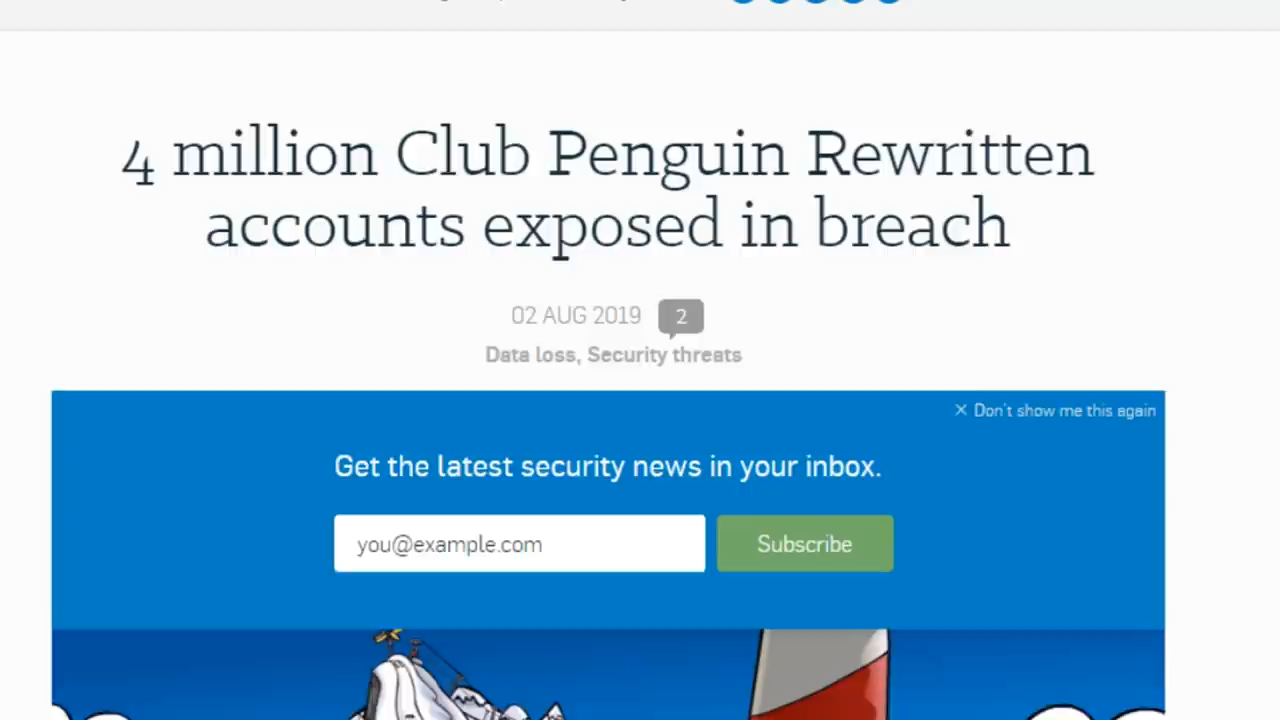 4 million Club Penguin Rewritten
accounts exposed in breach
02 AUG 2019 2
Data loss, Security threats
× Don't show me this again
Get the latest security news in your inbox.
you@example.com Subscribe